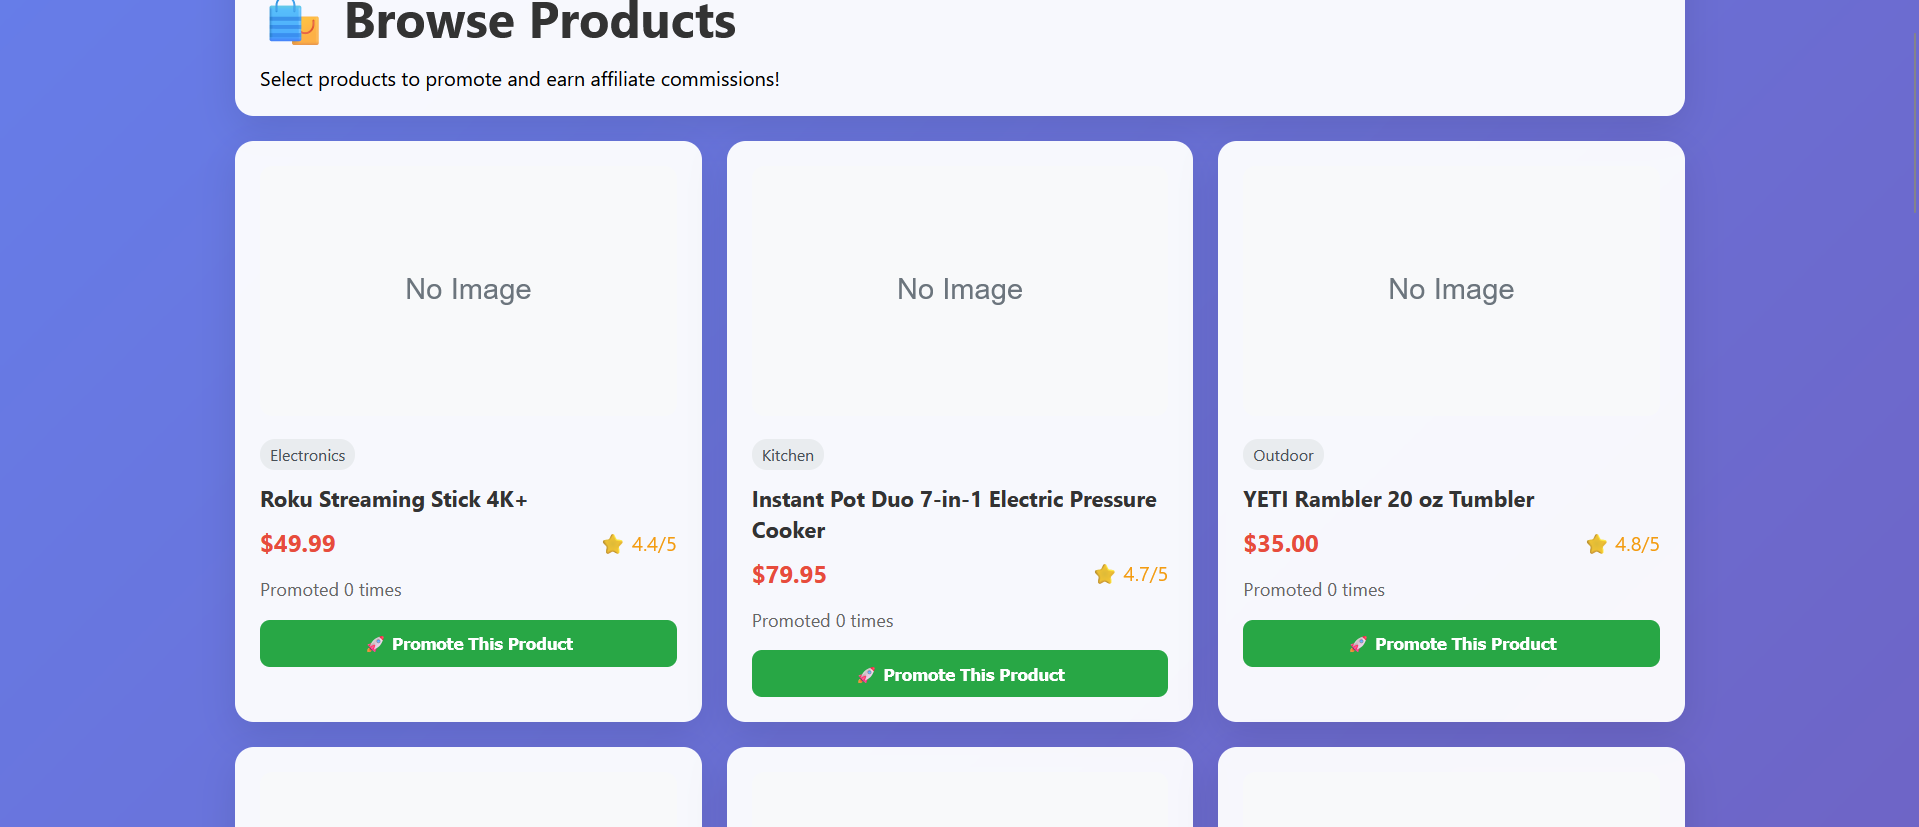 Browse Products
Select products to promote and earn affiliate commissions!
No Image
Electronics
Roku Streaming Stick 4K+
$49.99
4.4/5
Promoted 0 times
Promote This Product
No Image
Kitchen
Instant Pot Duo 7-in-1 Electric Pressure
Cooker
$79.95
4.7/5
Promoted 0 times
Promote This Product
No Image
Outdoor
YETI Rambler 20 oz Tumbler
$35.00
4.8/5
Promoted 0 times
Promote This Product